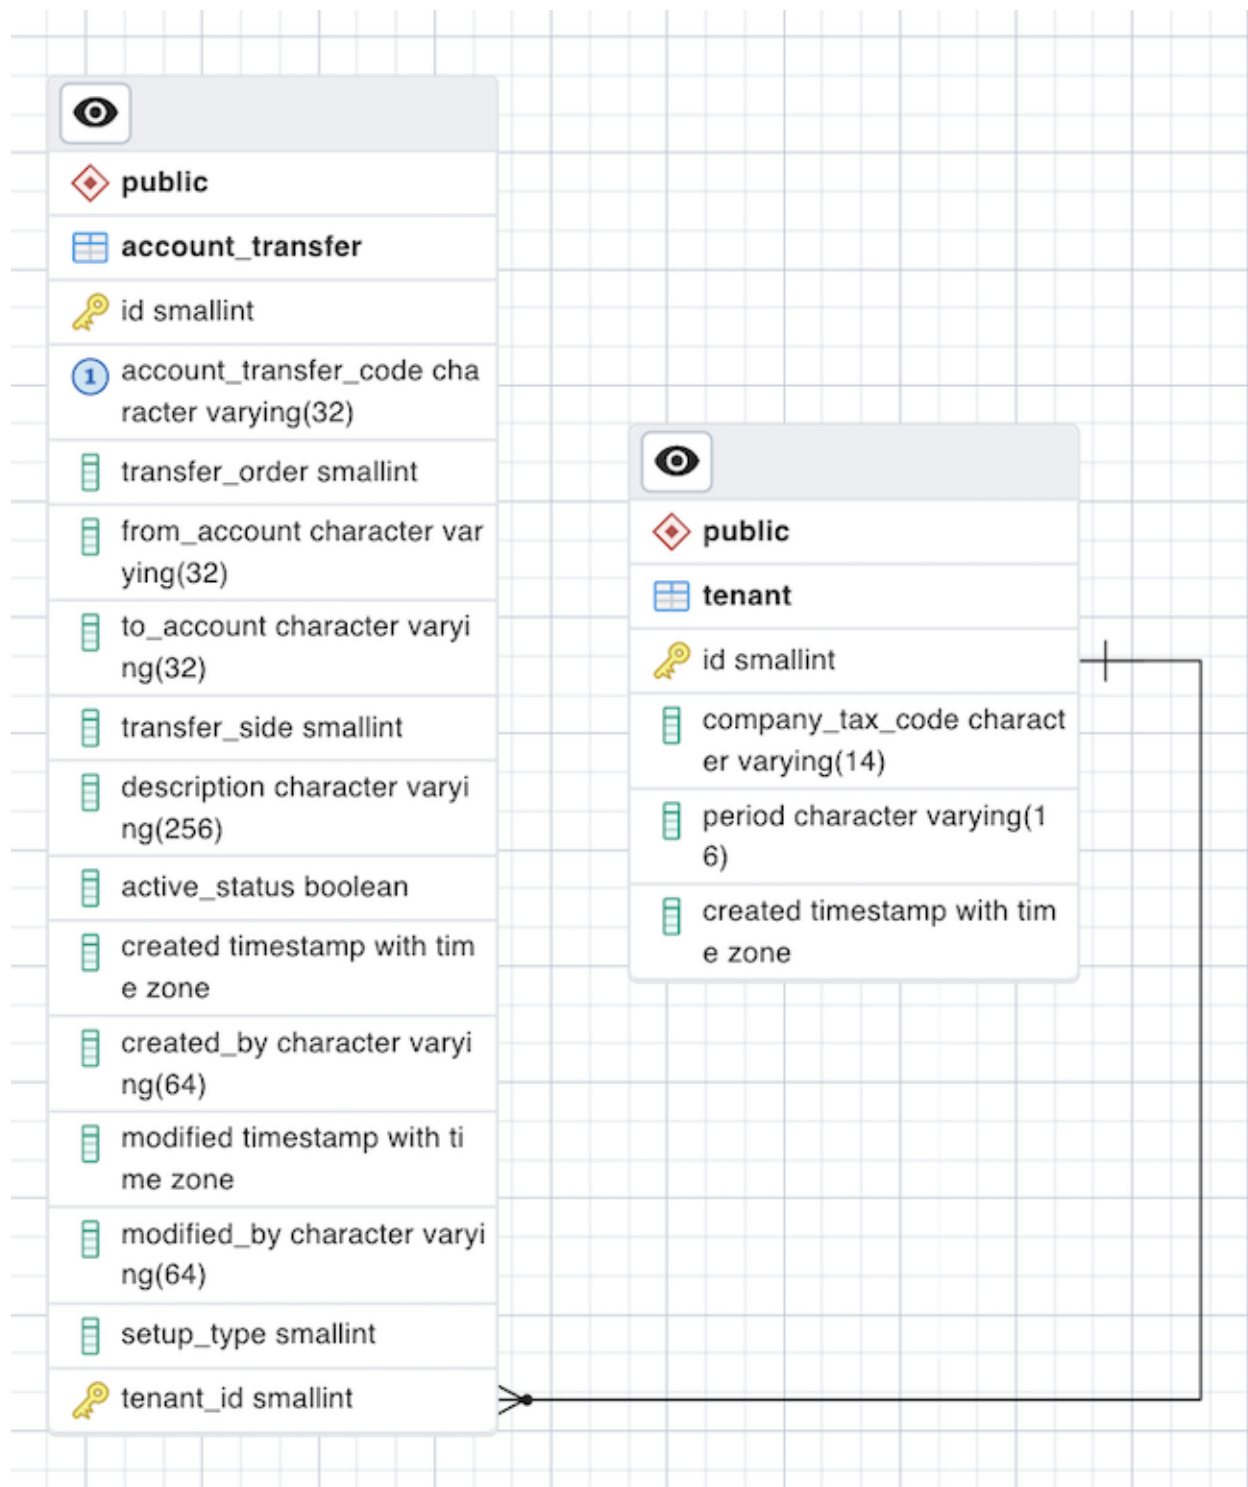 public
account_transfer
id smallint
1
account_transfer_code cha
racter varying(32)
transfer_order smallint
from_account character var
ying(32)
to_account character varyi
ng(32)
transfer_side smallint
description character varyi
ng(256)
active_status boolean
created timestamp with tim
e zone
created_by character varyi
ng(64)
modified timestamp with ti
me zone
modified_by character varyi
ng(64)
setup_type smallint
tenant_id smallint
public
tenant
id smallint
company_tax_code charact
er varying(14)
period character varying(1
6)
created timestamp with tim
e zone